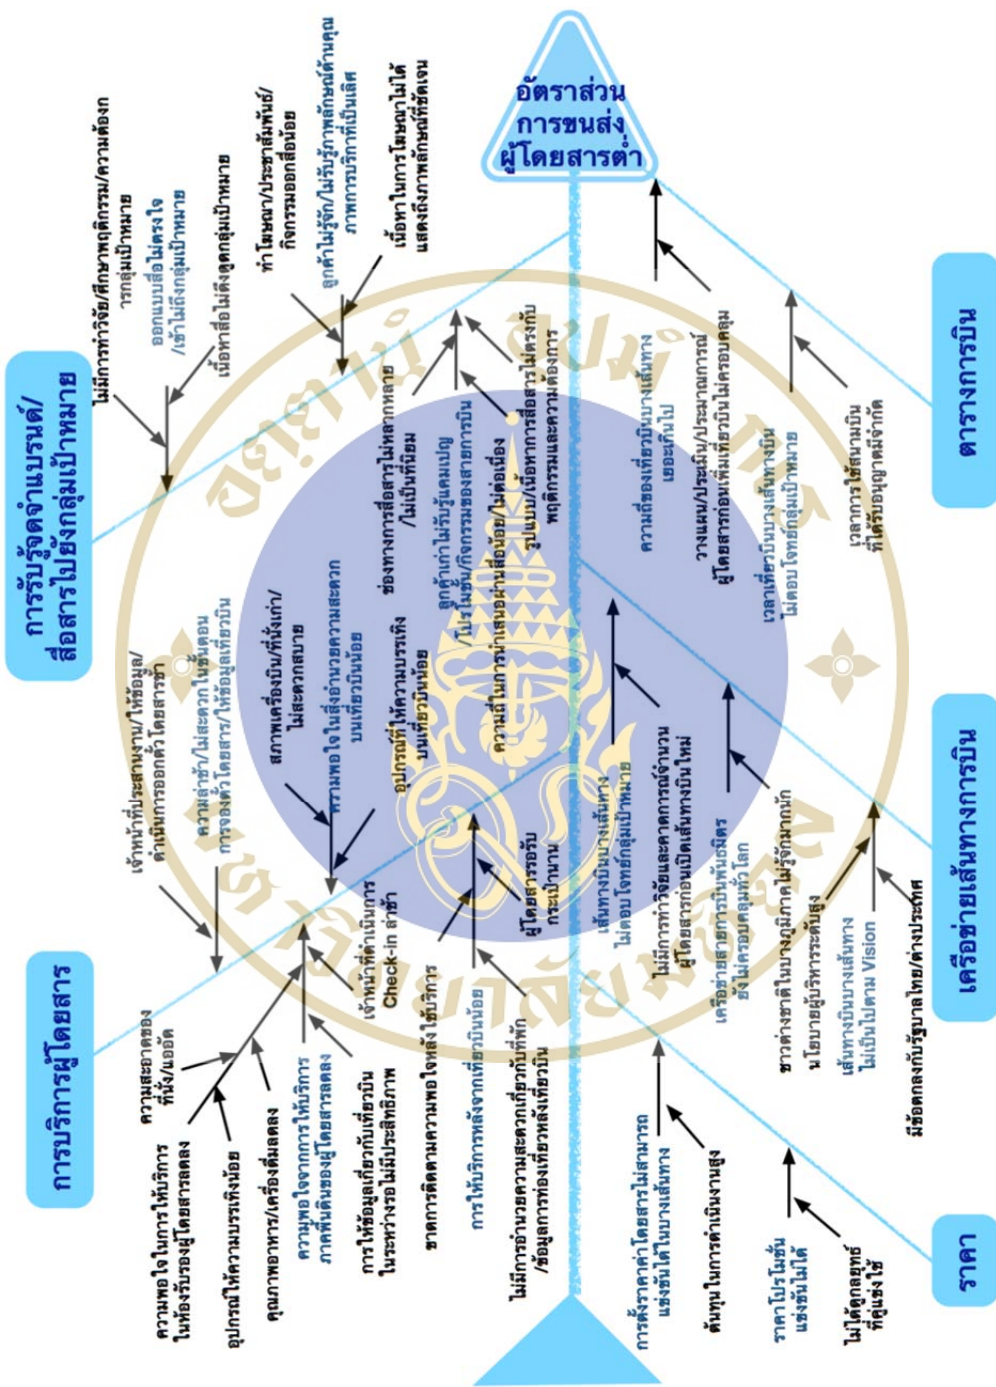 อัตราส่วน
การขนส่ง
ผู้โดยสารต่ำ
การรับรู้จดจำแบรนด์/
สื่อสารไปยังกลุ่มเป้าหมาย
ไม่มีการทำวิจัย/ศึกษาพฤติกรรม/ความต้องก
ารกลุ่มเป้าหมาย
ออกแบบสื่อไม่ตรงใจ
/เข้าไม่ถึงกลุ่มเป้าหมาย
เนื้อหาสื่อไม่ดึงดูดกลุ่มเป้าหมาย
ทำโฆษณา/ประชาสัมพันธ์/
กิจกรรมออกสื่อน้อย
ลูกค้าไม่รู้จัก/ไม่รับรู้ภาพลักษณ์ด้านคุณ
ภาพการบริการที่เป็นเลิศ
เนื้อหาในการโฆษณาไม่ได้
แสดงถึงภาพลักษณ์ที่ชัดเจน
ช่องทางการสื่อสารไม่หลากหลาย
/ไม่เป็นที่นิยม
ลูกค้าเก่าไม่รับรู้แคมเปญ
/โปรโมชั่น/กิจกรรมของสายการบิน
ความถี่ในการนำเสนอผ่านสื่อน้อย/ไม่ต่อเนื่อง
รูปแบบ/เนื้อหาการสื่อสารไม่ตรงกับ
พฤติกรรมและความต้องการ
การบริการผู้โดยสาร
เจ้าหน้าที่ประสานงาน/ให้ข้อมูล/
ดำเนินการออกตั๋วโดยสารช้า
ความล่าช้า/ไม่สะดวกในขั้นตอน
การจองตั๋วโดยสาร/ให้ข้อมูลเที่ยวบิน
สภาพเครื่องบิน/ที่นั่งเก่า/
ไม่สะดวกสบาย
ความพอใจในสิ่งอำนวยความสะดวก
บนเที่ยวบินน้อย
อุปกรณ์ที่ให้ความบรรเทิง
บนเที่ยวบินน้อย
ความสะอาดของ
ที่นั่ง/แออัด
ความพอใจในการให้บริการ
ในห้องรับรองผู้โดยสารลดลง
อุปกรณ์ให้ความบรรเทิงน้อย
คุณภาพอาหาร/เครื่องดื่มลดลง
ความพอใจจากการให้บริการ
ภาคพื้นดินของผู้โดยสารลดลง
เจ้าหน้าที่ดำเนินการ
Check-in ล่าช้า
การให้ข้อมูลเกี่ยวกับเที่ยวบิน
ในระหว่างรอไม่มีประสิทธิภาพ
ขาดการติดตามความพอใจหลังใช้บริการ
การให้บริการหลังจากเที่ยวบินน้อย
ผู้โดยสารรอรับ
กระเป๋านาน
ไม่มีการอำนวยความสะดวกเกี่ยวกับที่พัก
/ข้อมูลการท่องเที่ยวหลังเที่ยวบิน
ตารางการบิน
ความถี่ของเที่ยวบินบางเส้นทาง
เยอะเกินไป
วางแผน/ประเมิน/ประมาณการณ์
ผู้โดยสารก่อนเพิ่มเที่ยวบินไม่ครอบคลุม
เวลาเที่ยวบินบางเส้นทางบิน
ไม่ตอบโจทย์กลุ่มเป้าหมาย
เวลาการใช้สนามบิน
ที่ได้รับอนุญาตมีจำกัด
เครือข่ายเส้นทางการบิน
เส้นทางบินบางเส้นทาง
ไม่ตอบโจทย์กลุ่มเป้าหมาย
ไม่มีการทำวิจัยและคาดการณ์จำนวน
ผู้โดยสารก่อนเปิดเส้นทางบินใหม่
เครือข่ายสายการบินพันธมิตร
ยังไม่ครอบคลุมทั่วโลก
ชาวต่างชาติในบางภูมิภาคไม่รู้จักมากนัก
นโยบายผู้บริหารระดับสูง
เส้นทางบินบางเส้นทาง
ไม่เป็นไปตาม Vision
มีข้อตกลงกับรัฐบาลไทย/ต่างประเทศ
ราคา
การตั้งราคาค่าโดยสารไม่สามารถ
แข่งขันได้ในบางเส้นทาง
ต้นทุนในการดำเนินงานสูง
ราคาโปรโมชั่น
แข่งขันไม่ได้
ไม่ได้ดูกลยุทธ์
ที่คู่แข่งใช้